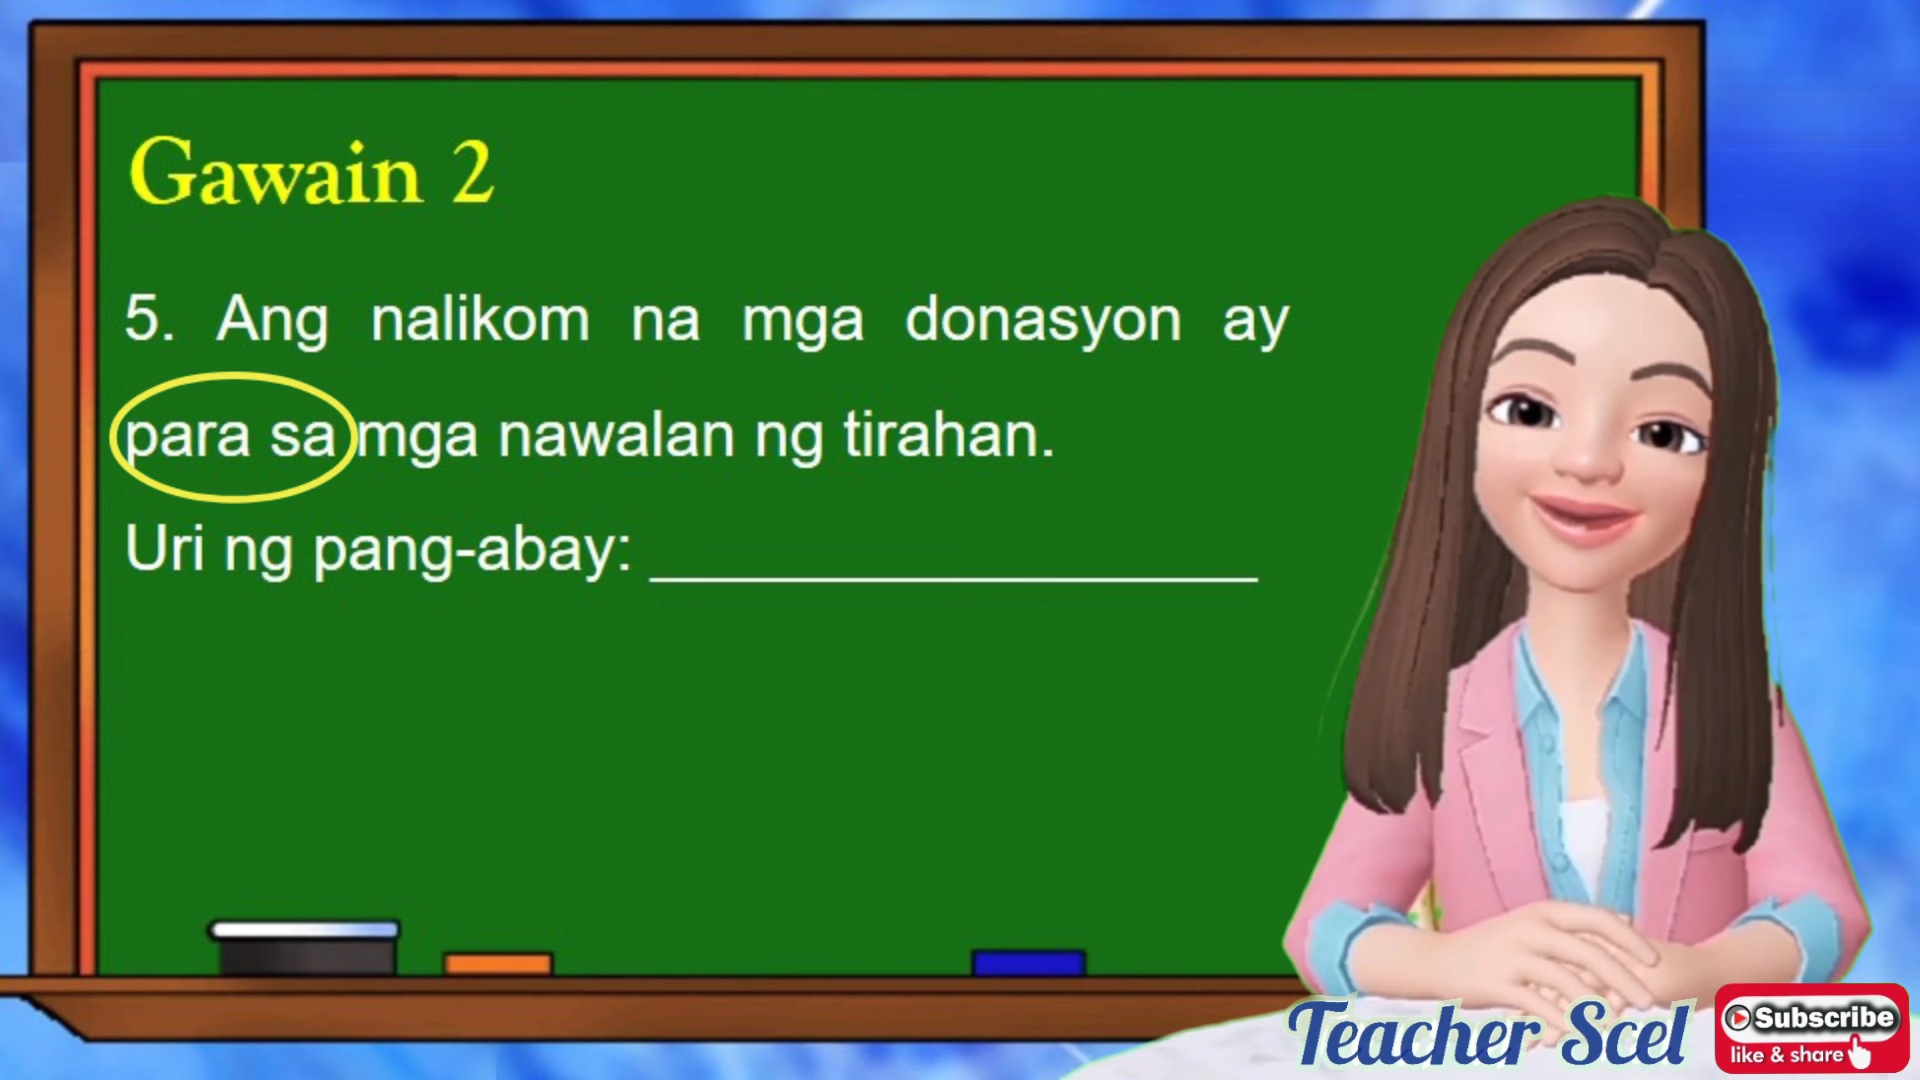 Gawain 2
5. Ang nalikom na mga donasyon ay
para sa mga nawalan ng tirahan.
Uri ng pang-abay: ___________________
Teacher Scel
Subscribe
like & share